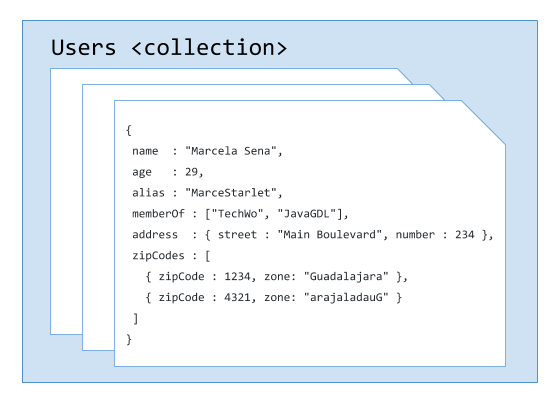 Users <collection>
{
name : "Marcela Sena",
age : 29,
alias : "MarceStarlet",
memberOf : ["TechWo", "JavaGDL"],
address : { street : "Main Boulevard", number : 234 },
zipCodes : [
{ zipCode : 1234, zone: "Guadalajara" },
{ zipCode : 4321, zone: "arajaladauG" }
]
}